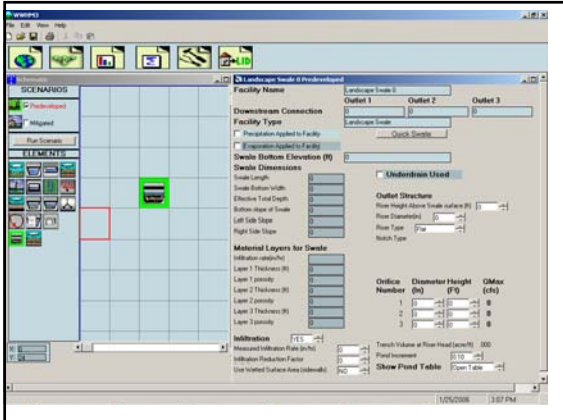 WWHM3
File Edit View Help
LID
Schematic
SCENARIOS
Predeveloped
Mitigated
Run Scenario
ELEMENTS
X: 8
Landscape Swale 0 Predeveloped
Facility Name Landscape Swale 0
Outlet 1 Outlet 2 Outlet 3
Downstream Connection 0 0 0
Facility Type Landscape Swale
Precipitation Applied to Facility Quick Swale
Evaporation Applied to Facility
Swale Bottom Elevation (ft) 0
Swale Dimensions
Swale Length 0
Swale Bottom Width 0
Effective Total Depth 0
Bottom slope of Swale 0
Left Side Slope 0
Right Side Slope 0
Material Layers for Swale
Infiltration rate(in/hr) 0
Layer 1 Thickness (ft) 0
Layer 1 porosity 0
Layer 2 Thickness (ft) 0
Layer 2 porosity 0
Layer 3 Thickness (ft) 0
Layer 3 porosity 0
Infiltration YES
Measured Infiltration Rate (in/hr) 0
Infiltration Reduction Factor 0
Use Wetted Surface Area (sidewalls) NO
Underdrain Used
Outlet Structure
Riser Height Above Swale surface (ft) 0
Riser Diameter(in) 0
Riser Type Flat
Notch Type
Orifice Diameter Height QMax
Number (In) (Ft) (cfs)
1 0 0 0
2 0 0 0
3 0 0 0
Trench Volume at Riser Head (acre-ft) .000
Pond Increment 0.10
Show Pond Table Open Table
1/25/2006 3:07 PM